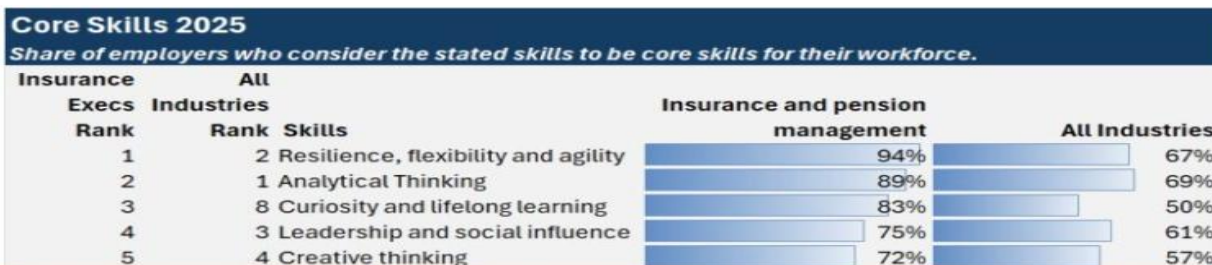 Core Skills 2025
Share of employers who consider the stated skills to be core skills for their workforce.
Insurance All
Execs Industries Insurance and pension
Rank Rank Skills management All Industries
1 2 Resilience, flexibility and agility 94% 67%
2 1 Analytical Thinking 89% 69%
3 8 Curiosity and lifelong learning 83% 50%
4 3 Leadership and social influence 75% 61%
5 4 Creative thinking 72% 57%